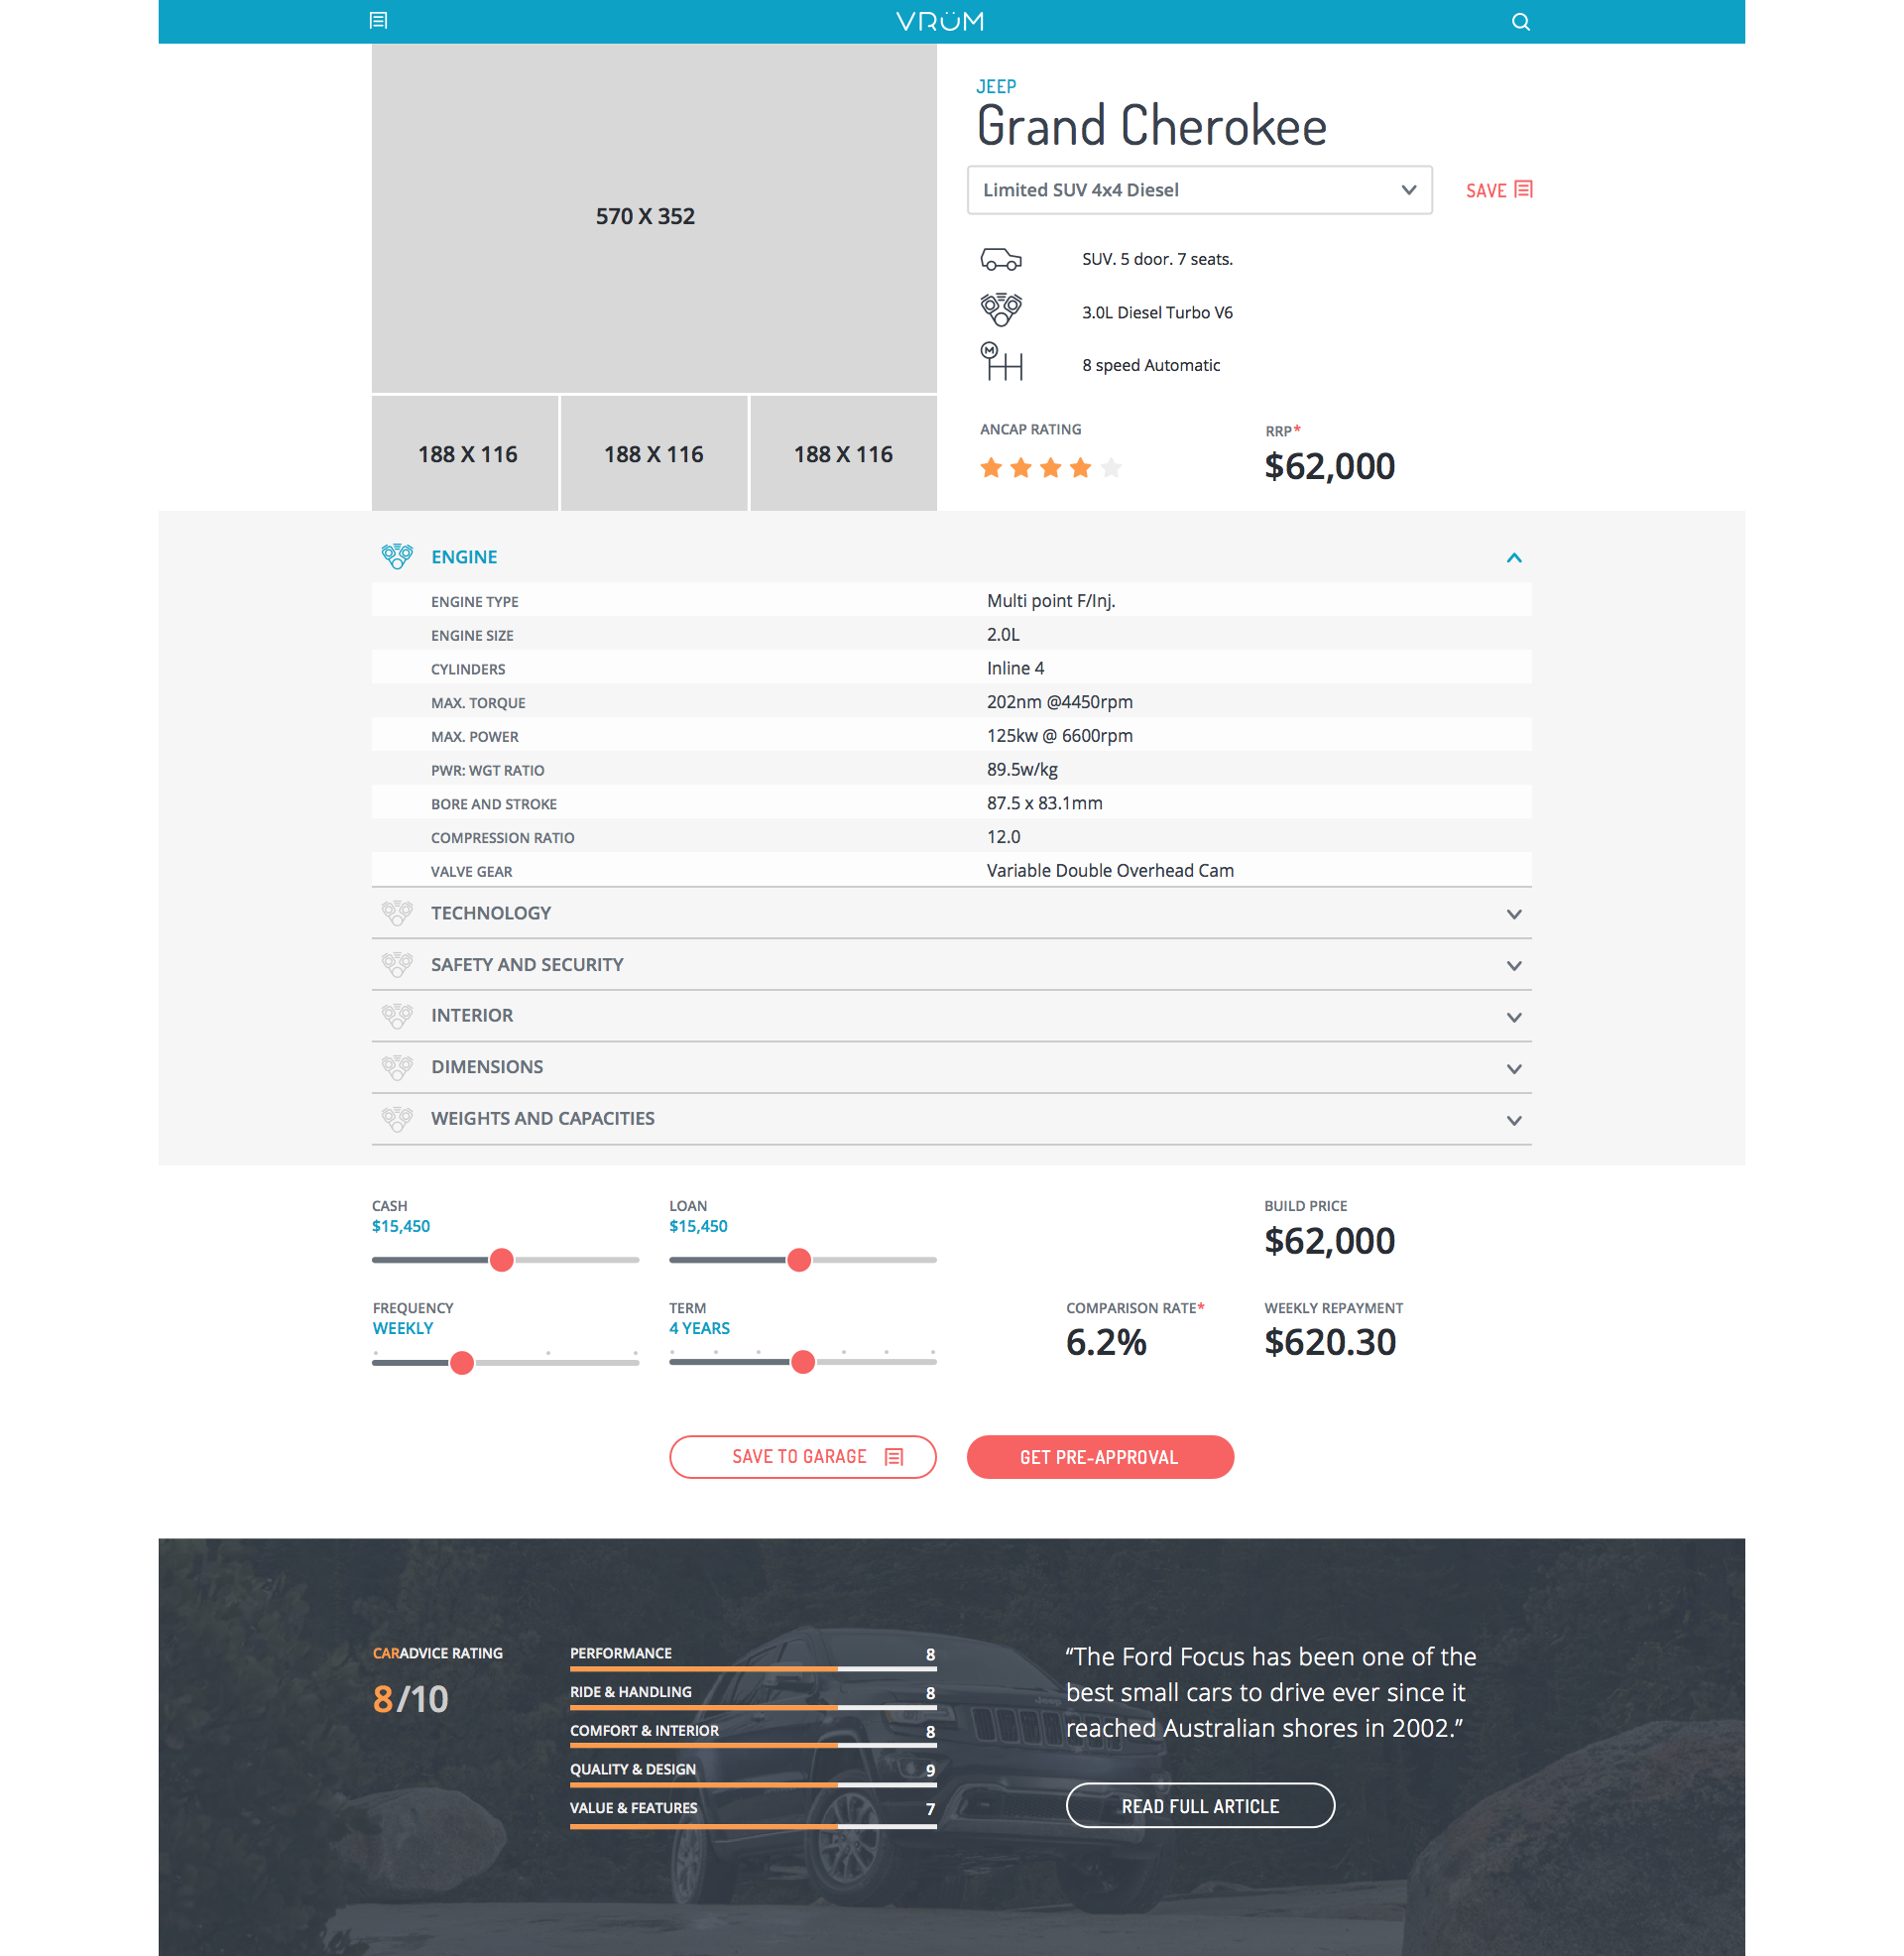 VRÜM
570 X 352
188 X 116
188 X 116
188 X 116
JEEP
Grand Cherokee
Limited SUV 4x4 Diesel
SAVE
SUV. 5 door. 7 seats.
3.0L Diesel Turbo V6
M
8 speed Automatic
ANCAP RATING
RRP*
$62,000
ENGINE
ENGINE TYPE Multi point F/Inj.
ENGINE SIZE 2.0L
CYLINDERS Inline 4
MAX. TORQUE 202nm @4450rpm
MAX. POWER 125kw @ 6600rpm
PWR: WGT RATIO 89.5w/kg
BORE AND STROKE 87.5 x 83.1mm
COMPRESSION RATIO 12.0
VALVE GEAR Variable Double Overhead Cam
TECHNOLOGY
SAFETY AND SECURITY
INTERIOR
DIMENSIONS
WEIGHTS AND CAPACITIES
CASH
$15,450
LOAN
$15,450
BUILD PRICE
$62,000
FREQUENCY
WEEKLY
TERM
4 YEARS
COMPARISON RATE*
6.2%
WEEKLY REPAYMENT
$620.30
SAVE TO GARAGE
GET PRE-APPROVAL
CARADVICE RATING
8/10
PERFORMANCE 8
RIDE & HANDLING 8
COMFORT & INTERIOR 8
QUALITY & DESIGN 9
VALUE & FEATURES 7
“The Ford Focus has been one of the
best small cars to drive ever since it
reached Australian shores in 2002.”
READ FULL ARTICLE
Jeep